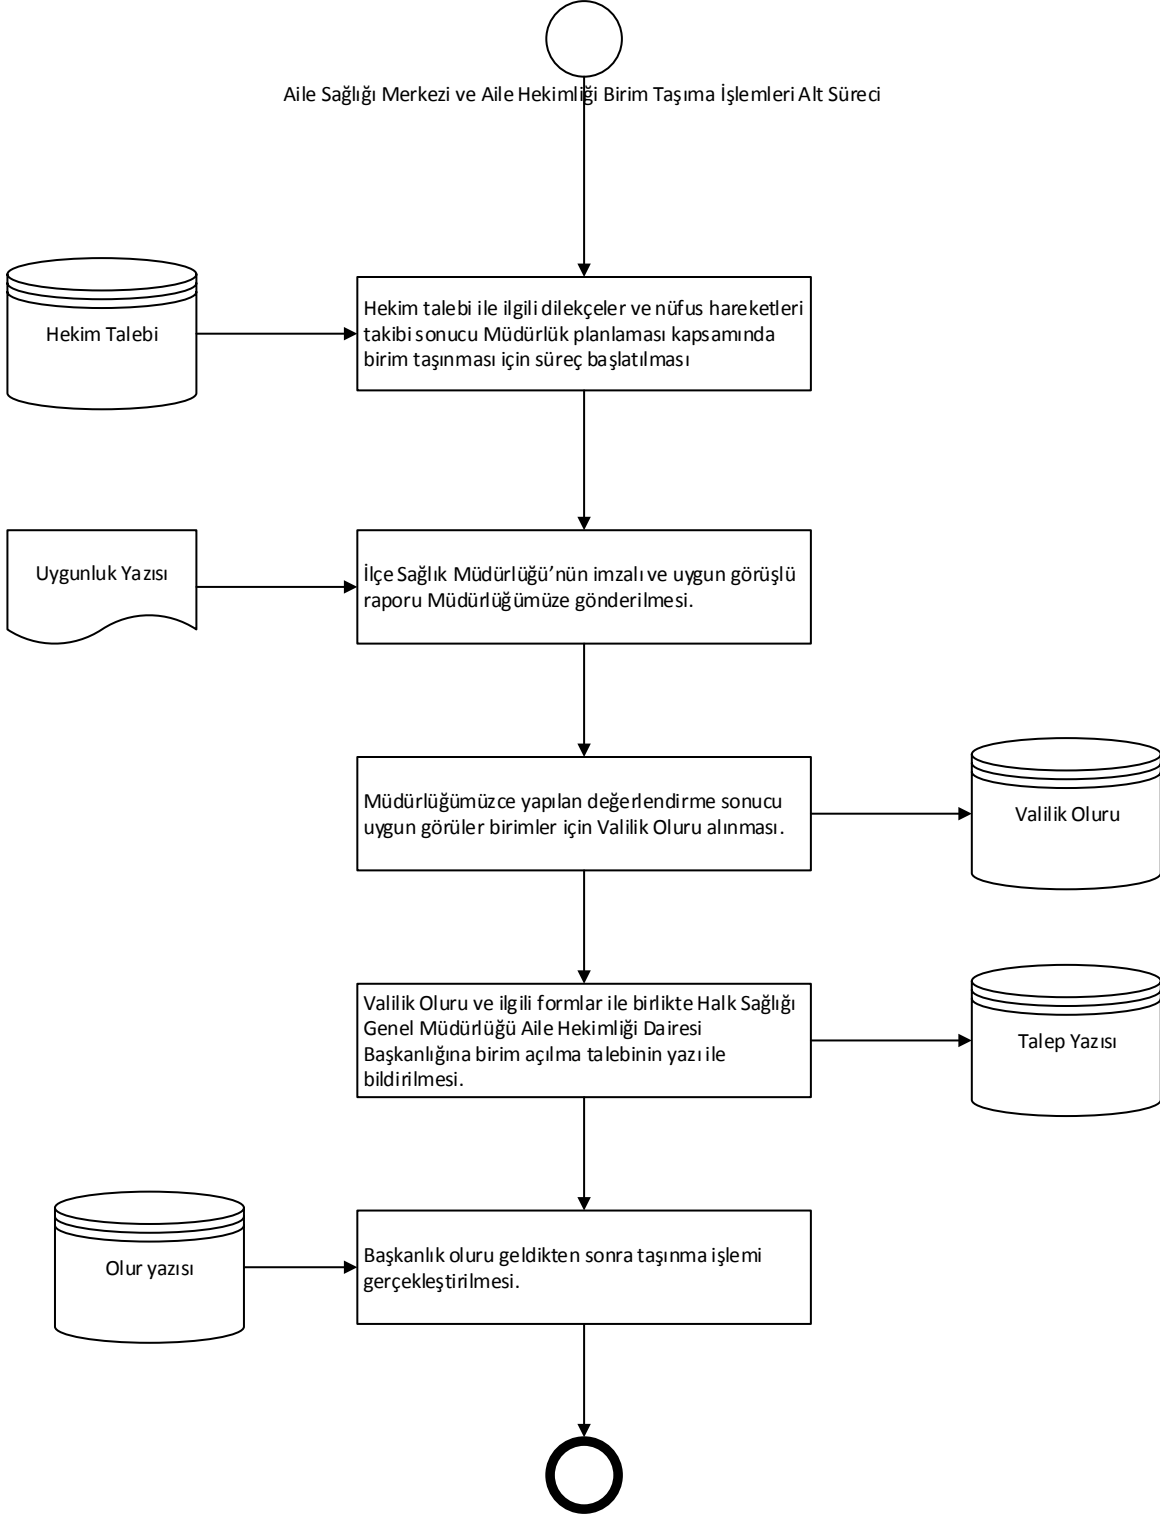 Aile Sağlığı Merkezi ve Aile Hekimliği Birim Taşıma İşlemleri Alt Süreci
Hekim Talebi
Hekim talebi ile ilgili dilekçeler ve nüfus hareketleri
takibi sonucu Müdürlük planlaması kapsamında
birim taşınması için süreç başlatılması
Uygunluk Yazısı
İlçe Sağlık Müdürlüğü’nün imzalı ve uygun görüşlü
raporu Müdürlüğümüze gönderilmesi.
Müdürlüğümüzce yapılan değerlendirme sonucu
uygun görüler birimler için Valilik Oluru alınması.
Valilik Oluru
Valilik Oluru ve ilgili formlar ile birlikte Halk Sağlığı
Genel Müdürlüğü Aile Hekimliği Dairesi
Başkanlığına birim açılma talebinin yazı ile
bildirilmesi.
Talep Yazısı
Olur yazısı
Başkanlık oluru geldikten sonra taşınma işlemi
gerçekleştirilmesi.